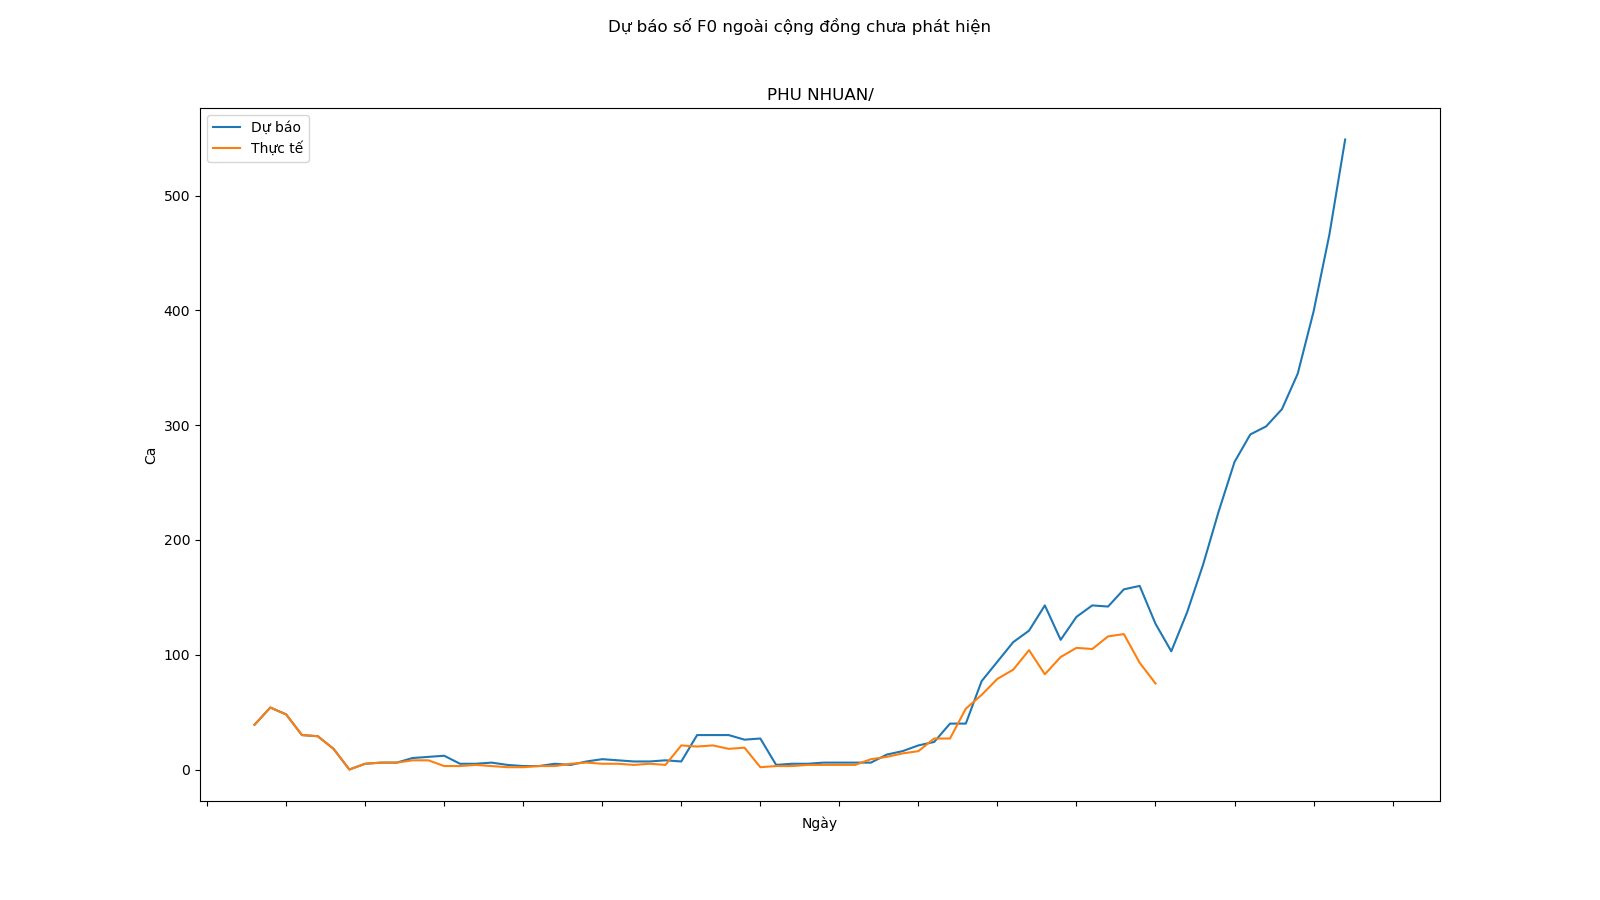 Dự báo số F0 ngoài cộng đồng chưa phát hiện
PHU NHUAN/
Dự báo
Thực tế
500
400
300
200
100
0
Ca
Ngày